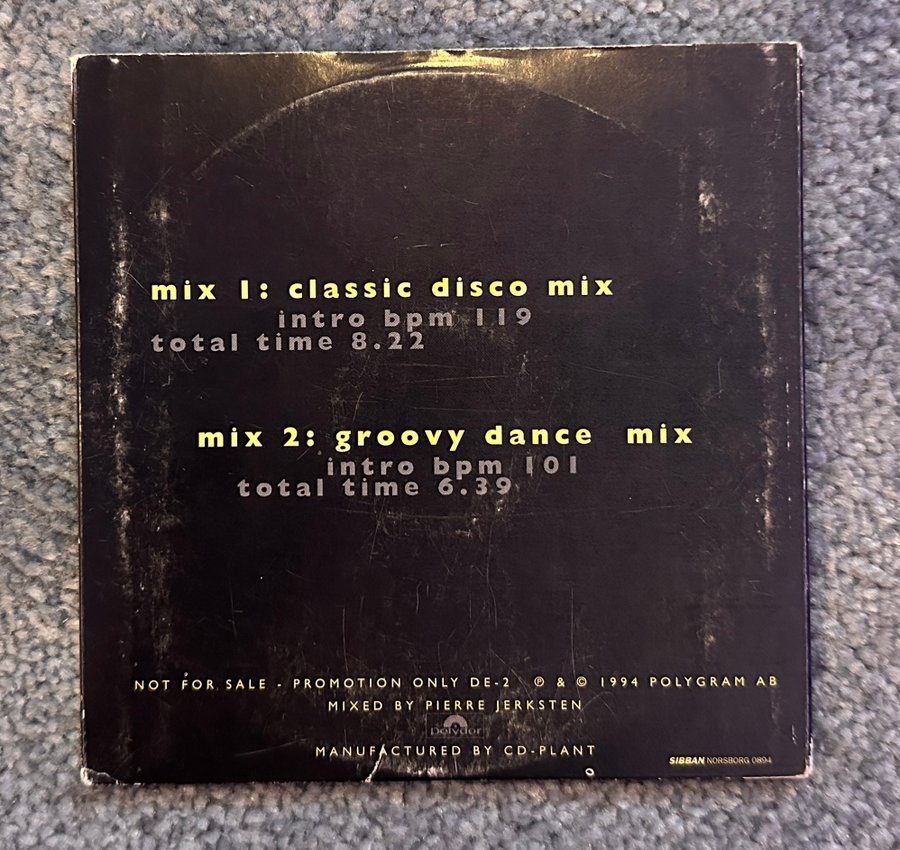 mix 1: classic disco mix
intro bpm 119
total time 8.22
mix 2: groovy dance mix
intro bpm 101
total time 6.39
NOT FOR SALE - PROMOTION ONLY DE-2 ℗ & © 1994 POLYGRAM AB
MIXED BY PIERRE JERKSTEN
polydor
MANUFACTURED BY CD-PLANT
SIBBAN NORSBORG 0894